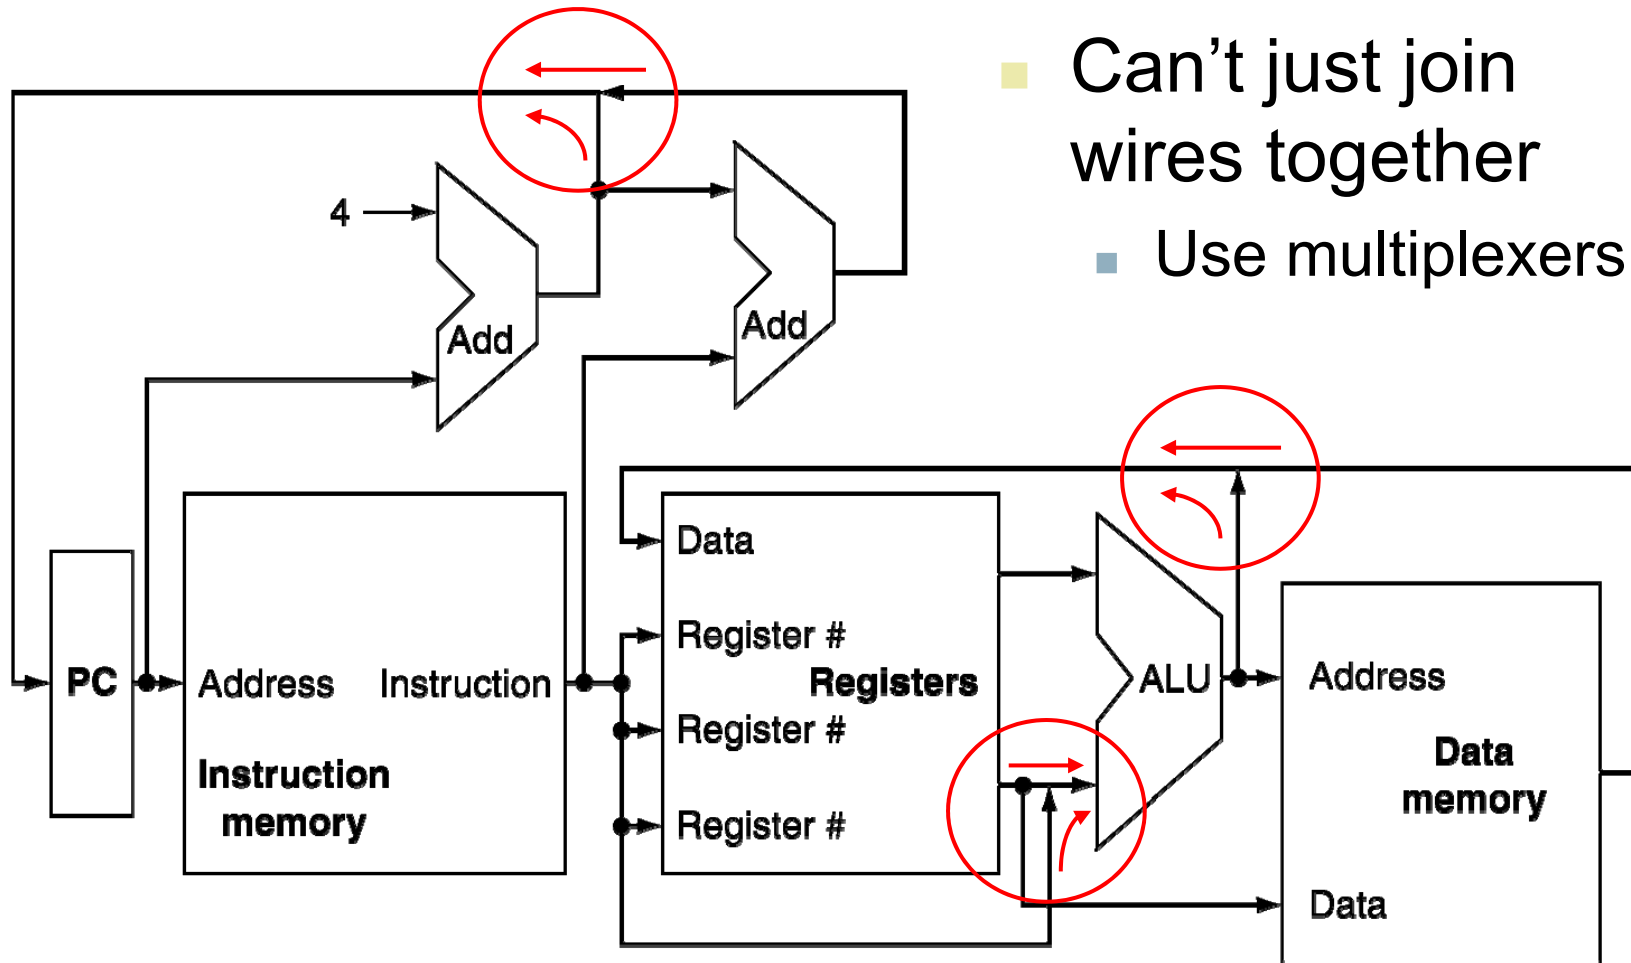 Can't just join
wires together
Use multiplexers
4
Add
Add
PC
Address
Instruction
Instruction
memory
Data
Register #
Registers
Register #
Register #
ALU
Address
Data
memory
Data